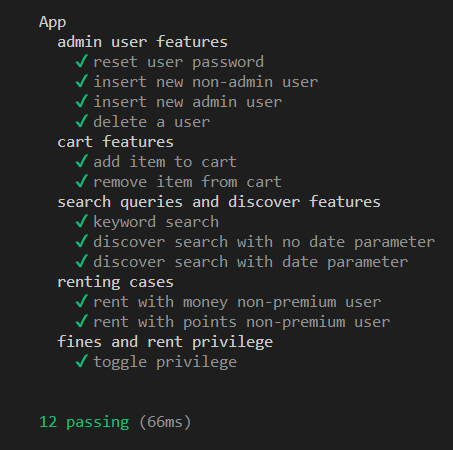 App
admin user features
✓ reset user password
✓ insert new non-admin user
✓ insert new admin user
✓ delete a user
cart features
✓ add item to cart
✓ remove item from cart
search queries and discover features
✓ keyword search
✓ discover search with no date parameter
✓ discover search with date parameter
renting cases
✓ rent with money non-premium user
✓ rent with points non-premium user
fines and rent privilege
✓ toggle privilege
12 passing (66ms)